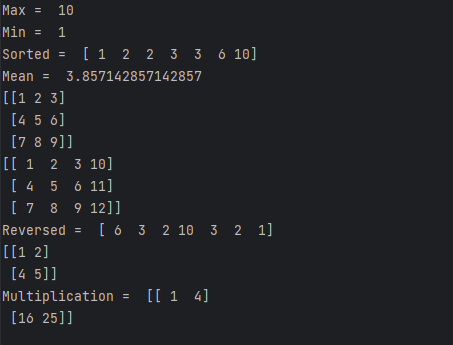 Max =  10
Min =  1
Sorted =  [ 1  2  2  3  3  6 10]
Mean =  3.857142857142857
[[1 2 3]
 [4 5 6]
 [7 8 9]]
[[ 1  2  3 10]
 [ 4  5  6 11]
 [ 7  8  9 12]]
Reversed =  [ 6  3  2 10  3  2  1]
[[1 2]
 [4 5]]
Multiplication =  [[ 1  4]
 [16 25]]